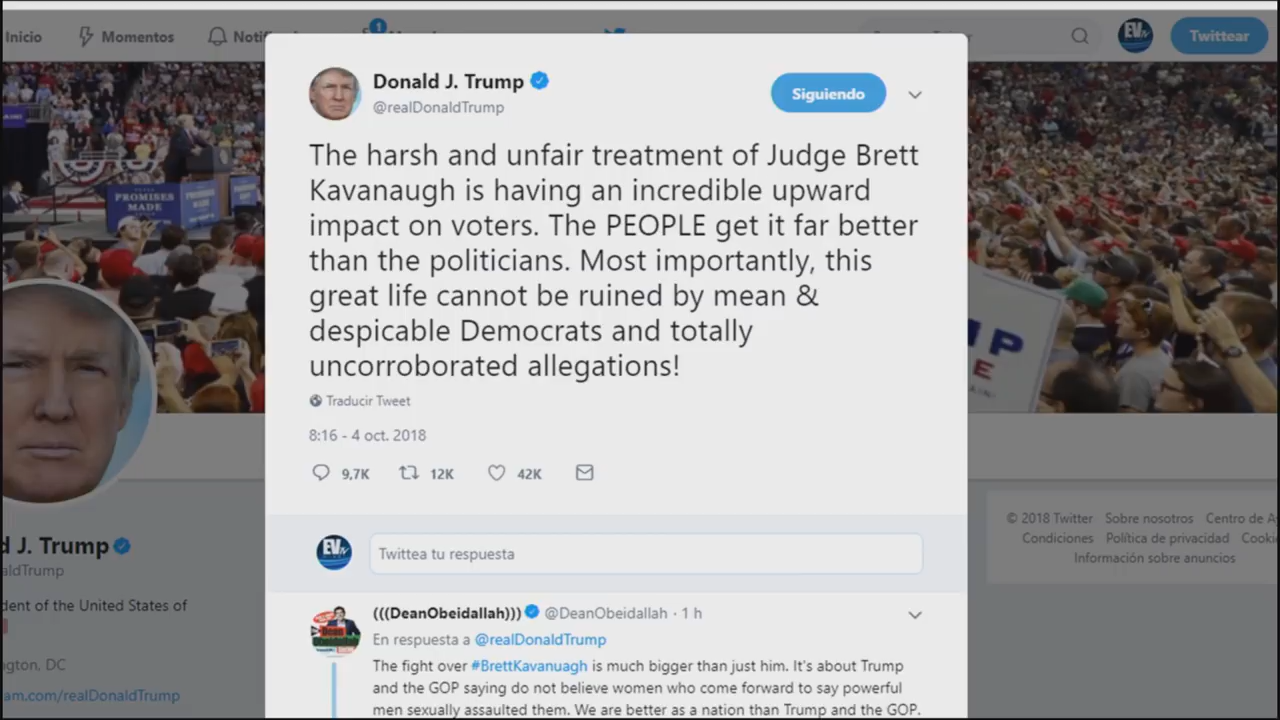 Inicio
Momentos
1
Twittear
PROMISES
MADE
Donald J. Trump
@realDonaldTrump
Siguiendo
The harsh and unfair treatment of Judge Brett
Kavanaugh is having an incredible upward
impact on voters. The PEOPLE get it far better
than the politicians. Most importantly, this
great life cannot be ruined by mean &
despicable Democrats and totally
uncorroborated allegations!
Traducir Tweet
8:16 - 4 oct. 2018
9,7K 12K 42K
EVtv
Twittea tu respuesta
(((DeanObeidallah))) @DeanObeidallah · 1 h
En respuesta a @realDonaldTrump
The fight over #BrettKavanuagh is much bigger than just him. It's about Trump
and the GOP saying do not believe women who come forward to say powerful
men sexually assaulted them. We are better as a nation than Trump and the GOP.
d J. Trump
aldTrump
dent of the United States of
gton, DC
am.com/realDonaldTrump
© 2018 Twitter Sobre nosotros Centro de A
Condiciones Política de privacidad Cooki
Información sobre anuncios